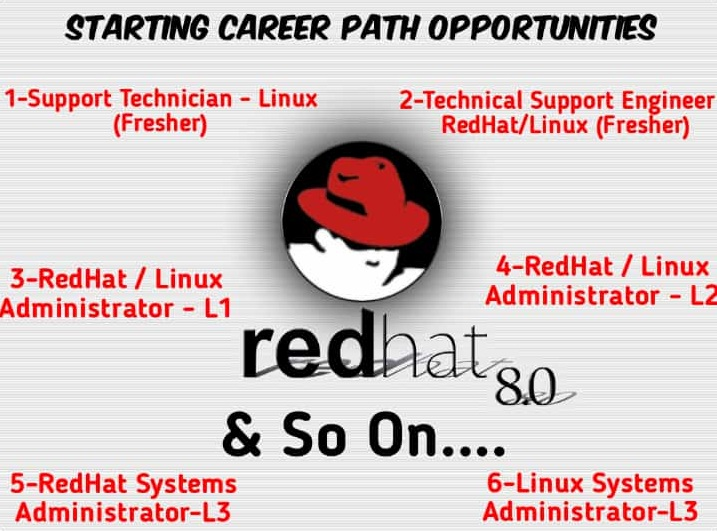 STARTING CAREER PATH OPPORTUNITIES
1-Support Technician - Linux
(Fresher)
2-Technical Support Engineer
RedHat/Linux (Fresher)
3-RedHat / Linux
Administrator - L1
4-RedHat / Linux
Administrator - L2
redhat
8.0
& So On....
5-RedHat Systems
Administrator-L3
6-Linux Systems
Administrator-L3